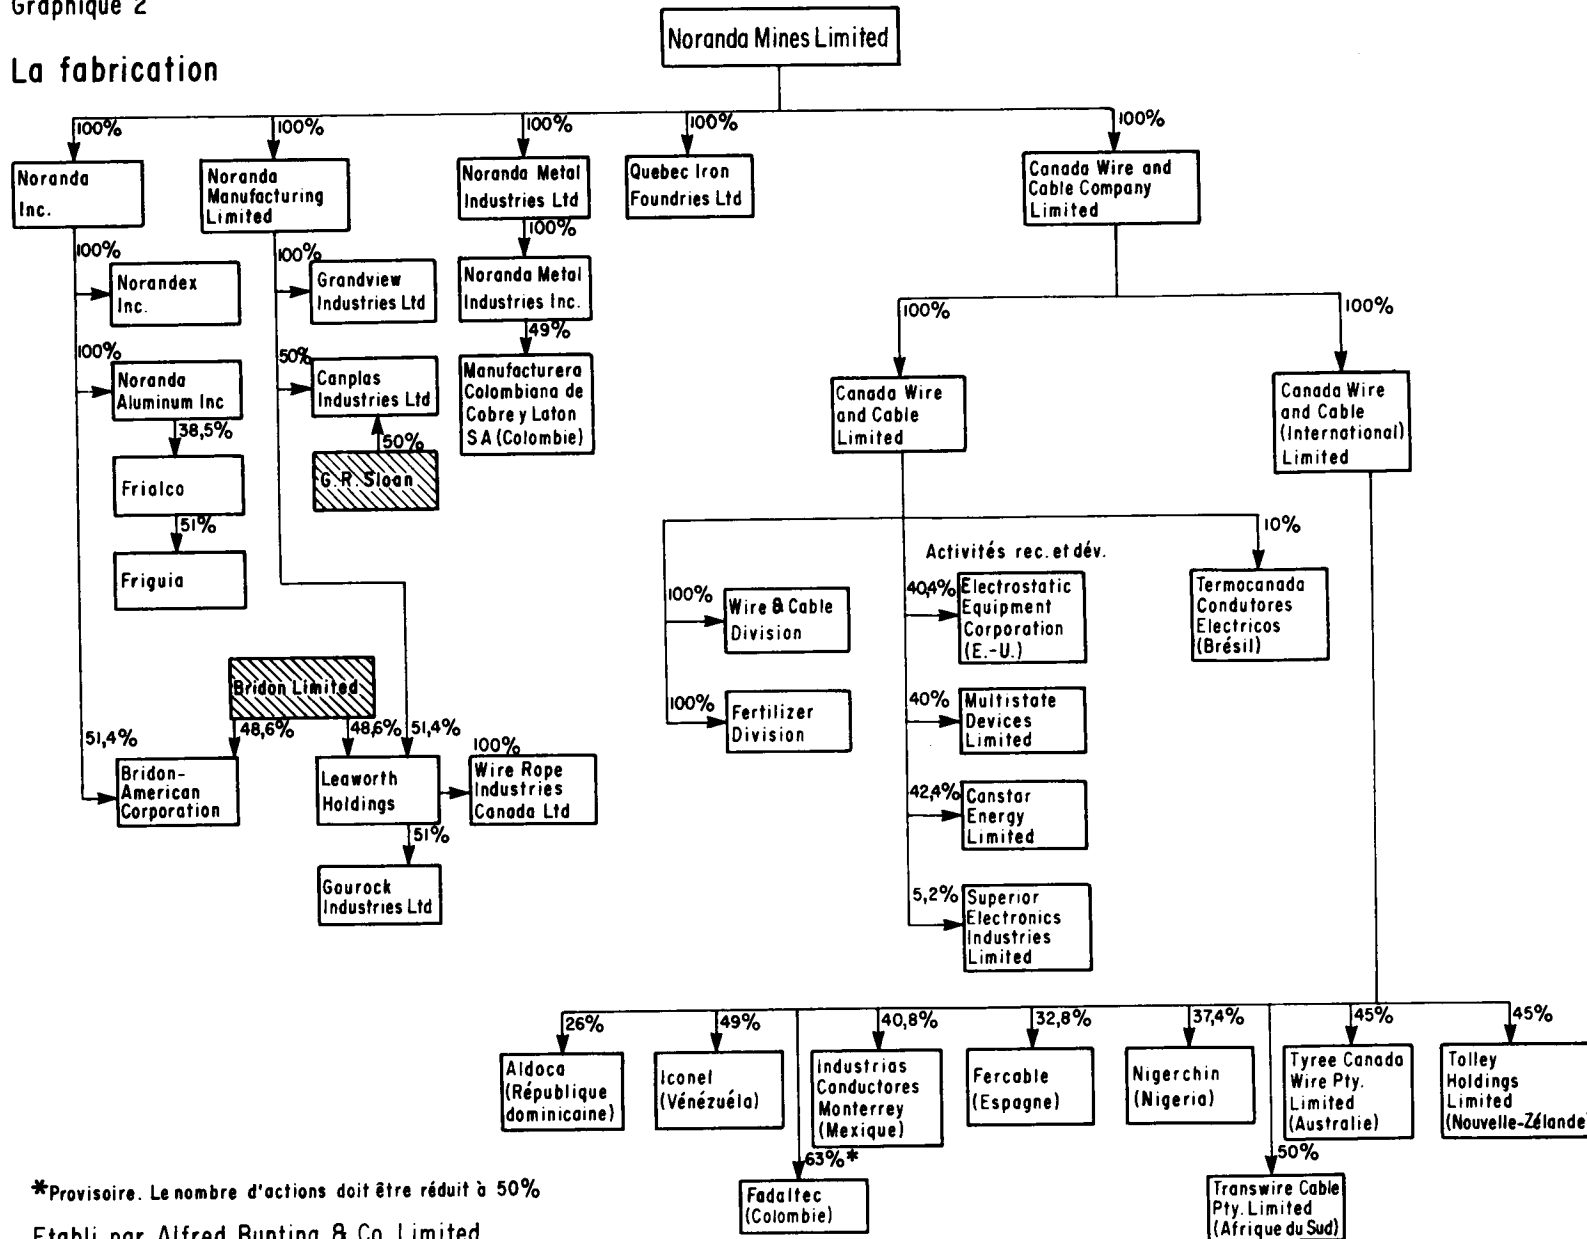 Graphique 2
La fabrication
Noranda Mines Limited
100%
100%
100%
100%
100%
Noranda
Inc.
Noranda
Manufacturing
Limited
Noranda Metal
Industries Ltd
Quebec Iron
Foundries Ltd
Canada Wire and
Cable Company
Limited
100%
Norandex
Inc.
100%
Noranda
Aluminum Inc
38,5%
Frialco
51%
Friguia
51,4%
Bridon-
American
Corporation
100%
Grandview
Industries Ltd
50%
Canplas
Industries Ltd
50%
G.R. Sloan
Bridon Limited
48,6%
48,6%
51,4%
Leaworth
Holdings
100%
Wire Rope
Industries
Canada Ltd
51%
Gourock
Industries Ltd
100%
Noranda Metal
Industries Inc.
49%
Manufacturera
Colombiana de
Cobre y Laton
SA (Colombie)
100%
100%
Canada Wire
and Cable
Limited
Canada Wire
and Cable
(International)
Limited
100%
Wire & Cable
Division
100%
Fertilizer
Division
Activités rec. et dév.
40,4%
Electrostatic
Equipment
Corporation
(E.-U.)
40%
Multistate
Devices
Limited
42,4%
Canstar
Energy
Limited
5,2%
Superior
Electronics
Industries
Limited
10%
Termocanada
Condutores
Electricos
(Brésil)
26%
Aldoca
(République
dominicaine)
49%
Iconel
(Vénézuéla)
63%*
Fadaltec
(Colombie)
40,8%
Industrias
Conductores
Monterrey
(Mexique)
32,8%
Fercable
(Espagne)
37,4%
Nigerchin
(Nigeria)
50%
Transwire Cable
Pty. Limited
(Afrique du Sud)
45%
Tyree Canada
Wire Pty.
Limited
(Australie)
45%
Tolley
Holdings
Limited
(Nouvelle-Zélande)
*Provisoire. Le nombre d'actions doit être réduit à 50%
Etabli par Alfred Bunting & Co. Limited